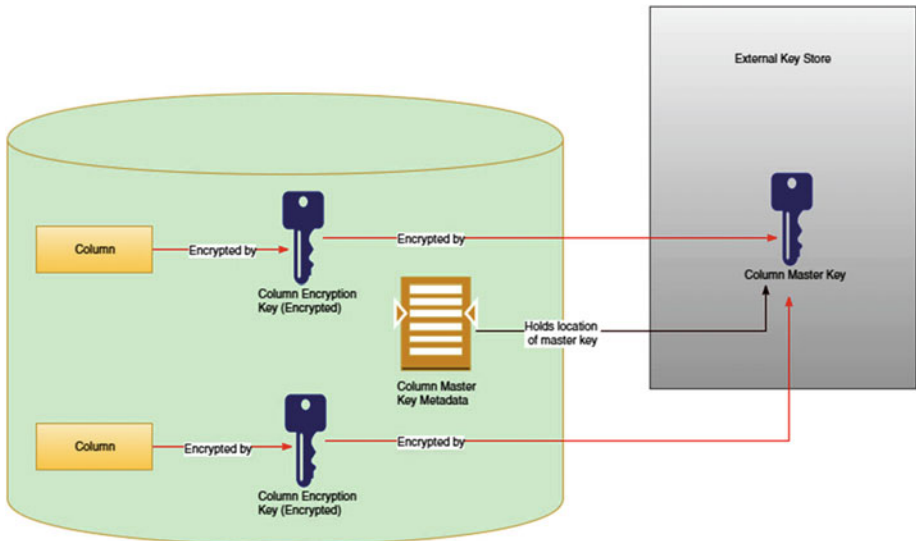 External Key Store
Column
Encrypted by
Encrypted by
Column Encryption
Key (Encrypted)
Column Master Key
Holds location
of master key
Column Master
Key Metadata
Column
Encrypted by
Encrypted by
Column Encryption
Key (Encrypted)